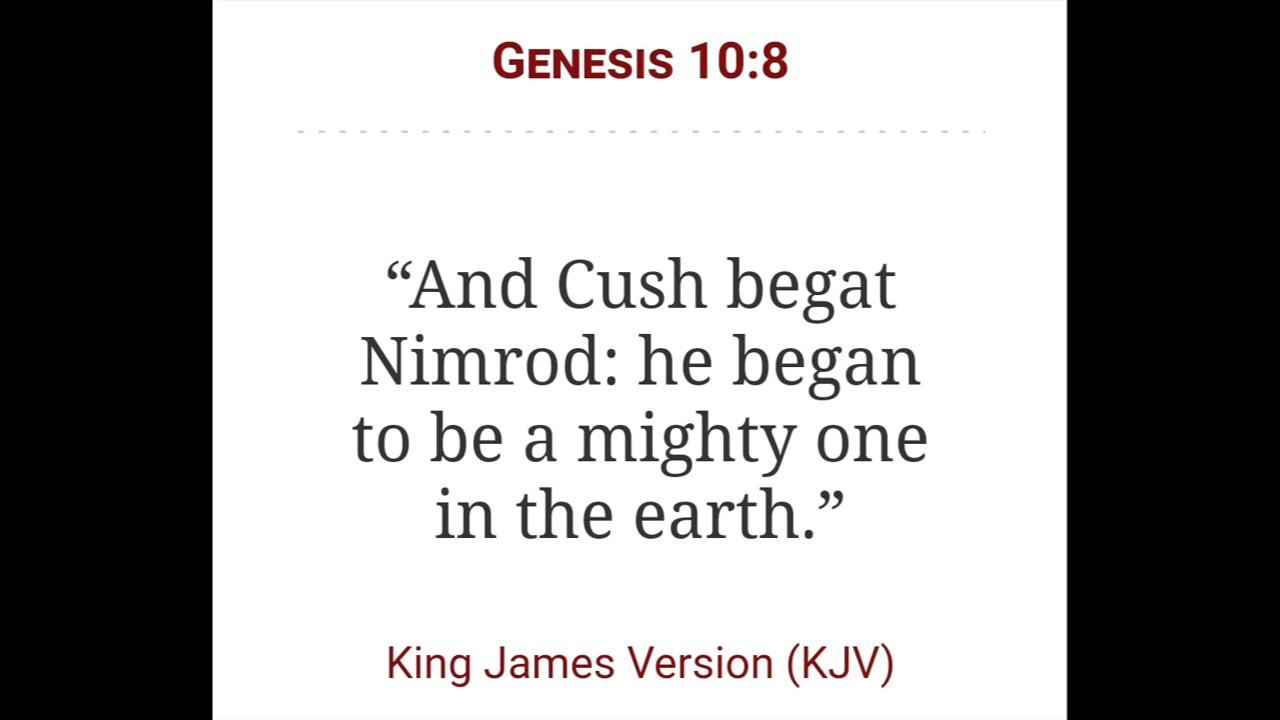 GENESIS 10:8
“And Cush begat
Nimrod: he began
to be a mighty one
in the earth.”
King James Version (KJV)